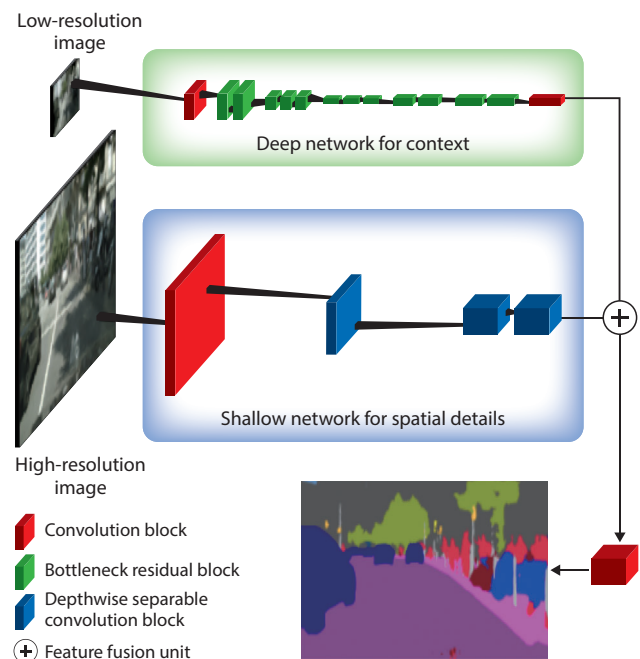 Low-resolution
image
Deep network for context
Shallow network for spatial details
High-resolution
image
Convolution block
Bottleneck residual block
Depthwise separable
convolution block
+ Feature fusion unit
+